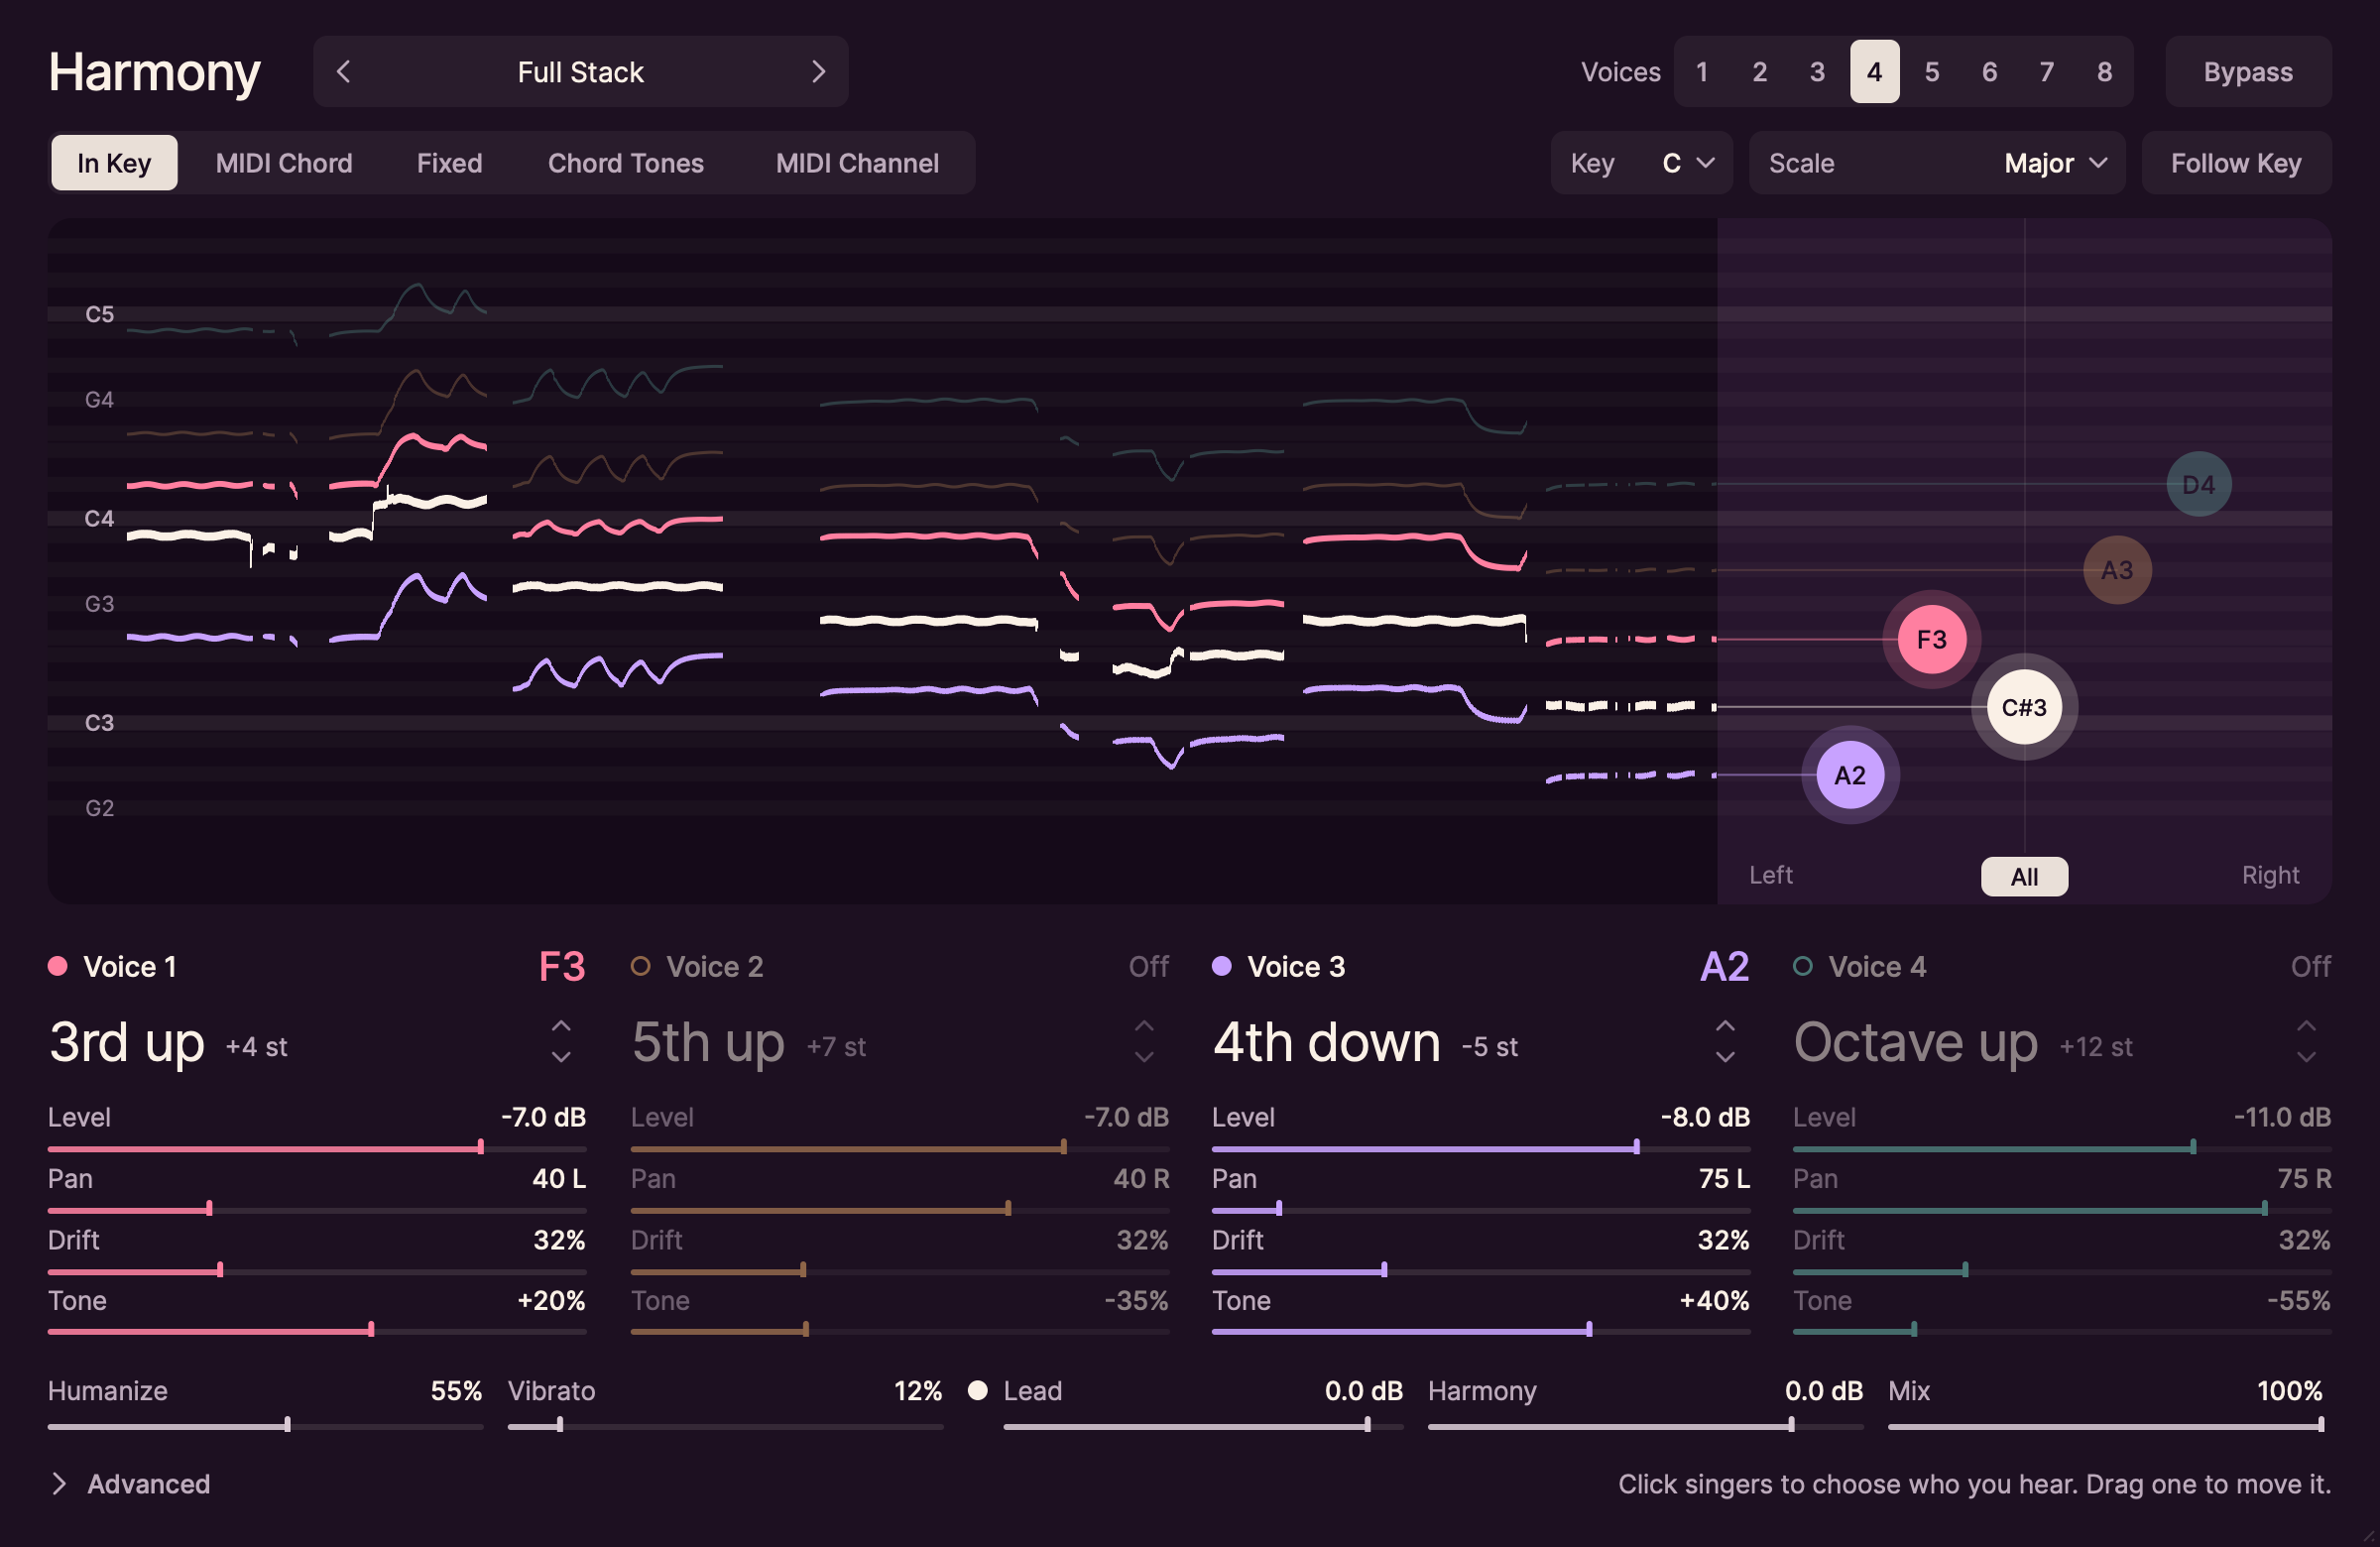 Harmony Full Stack Voices 1 2 3 4 5 6 7 8 Bypass
In Key MIDI Chord Fixed Chord Tones MIDI Channel Key C Scale Major Follow Key
C5
G4
D4
C4
A3
G3
F3
C#3
C3
A2
G2
Left All Right
Voice 1 F3 Voice 2 Off Voice 3 A2 Voice 4 Off
3rd up +4 st 5th up +7 st 4th down -5 st Octave up +12 st
Level -7.0 dB Level -7.0 dB Level -8.0 dB Level -11.0 dB
Pan 40 L Pan 40 R Pan 75 L Pan 75 R
Drift 32% Drift 32% Drift 32% Drift 32%
Tone +20% Tone -35% Tone +40% Tone -55%
Humanize 55% Vibrato 12% Lead 0.0 dB Harmony 0.0 dB Mix 100%
Advanced Click singers to choose who you hear. Drag one to move it.